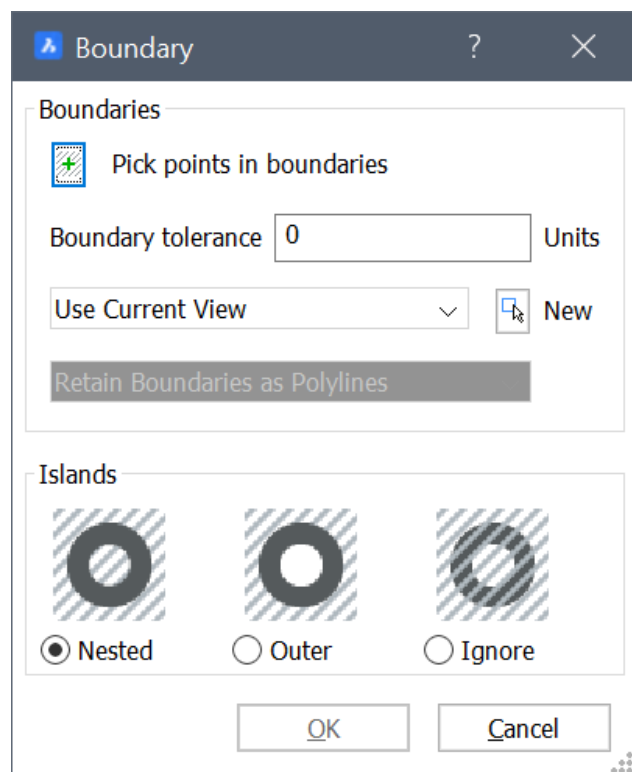 Boundary
Boundaries
Pick points in boundaries
Boundary tolerance 0 Units
Use Current View New
Retain Boundaries as Polylines
Islands
Nested Outer Ignore
OK Cancel